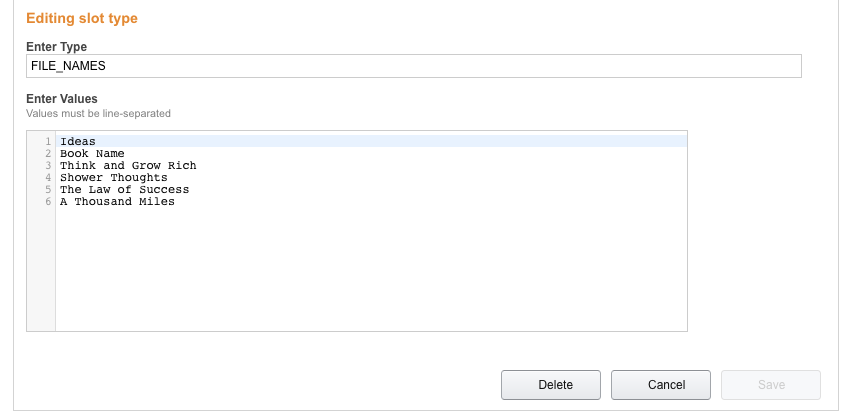 Editing slot type
Enter Type
FILE_NAMES
Enter Values
Values must be line-separated
1 Ideas
2 Book Name
3 Think and Grow Rich
4 Shower Thoughts
5 The Law of Success
6 A Thousand Miles
Delete Cancel Save